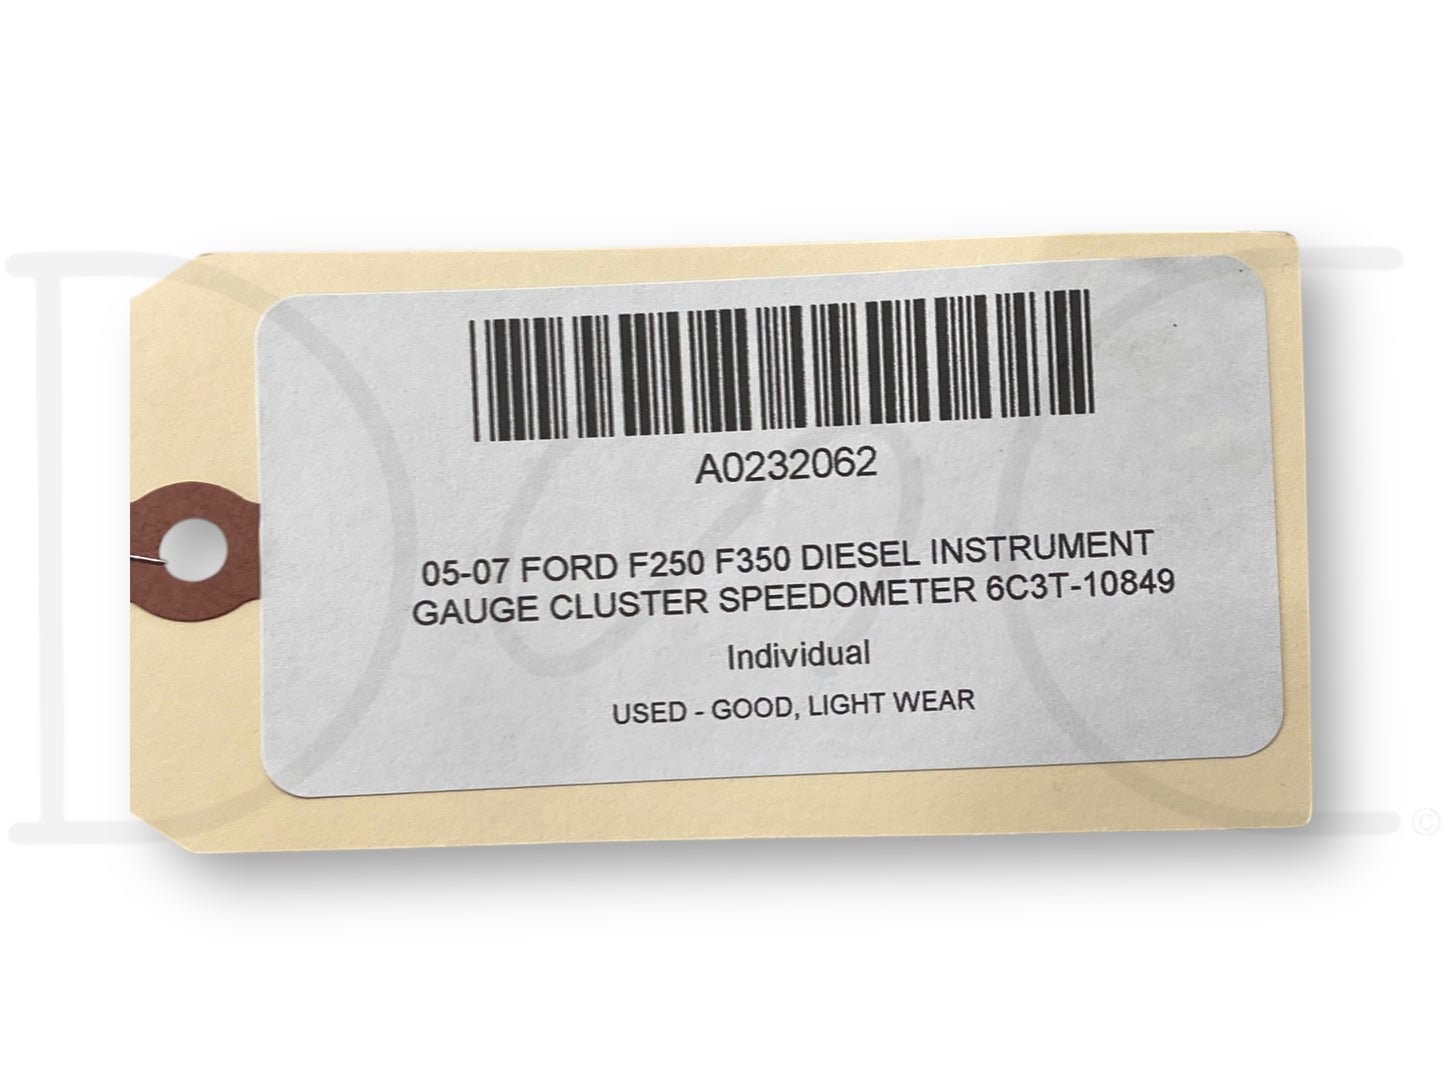 A0232062
05-07 FORD F250 F350 DIESEL INSTRUMENT
GAUGE CLUSTER SPEEDOMETER 6C3T-10849
Individual
USED - GOOD, LIGHT WEAR
©